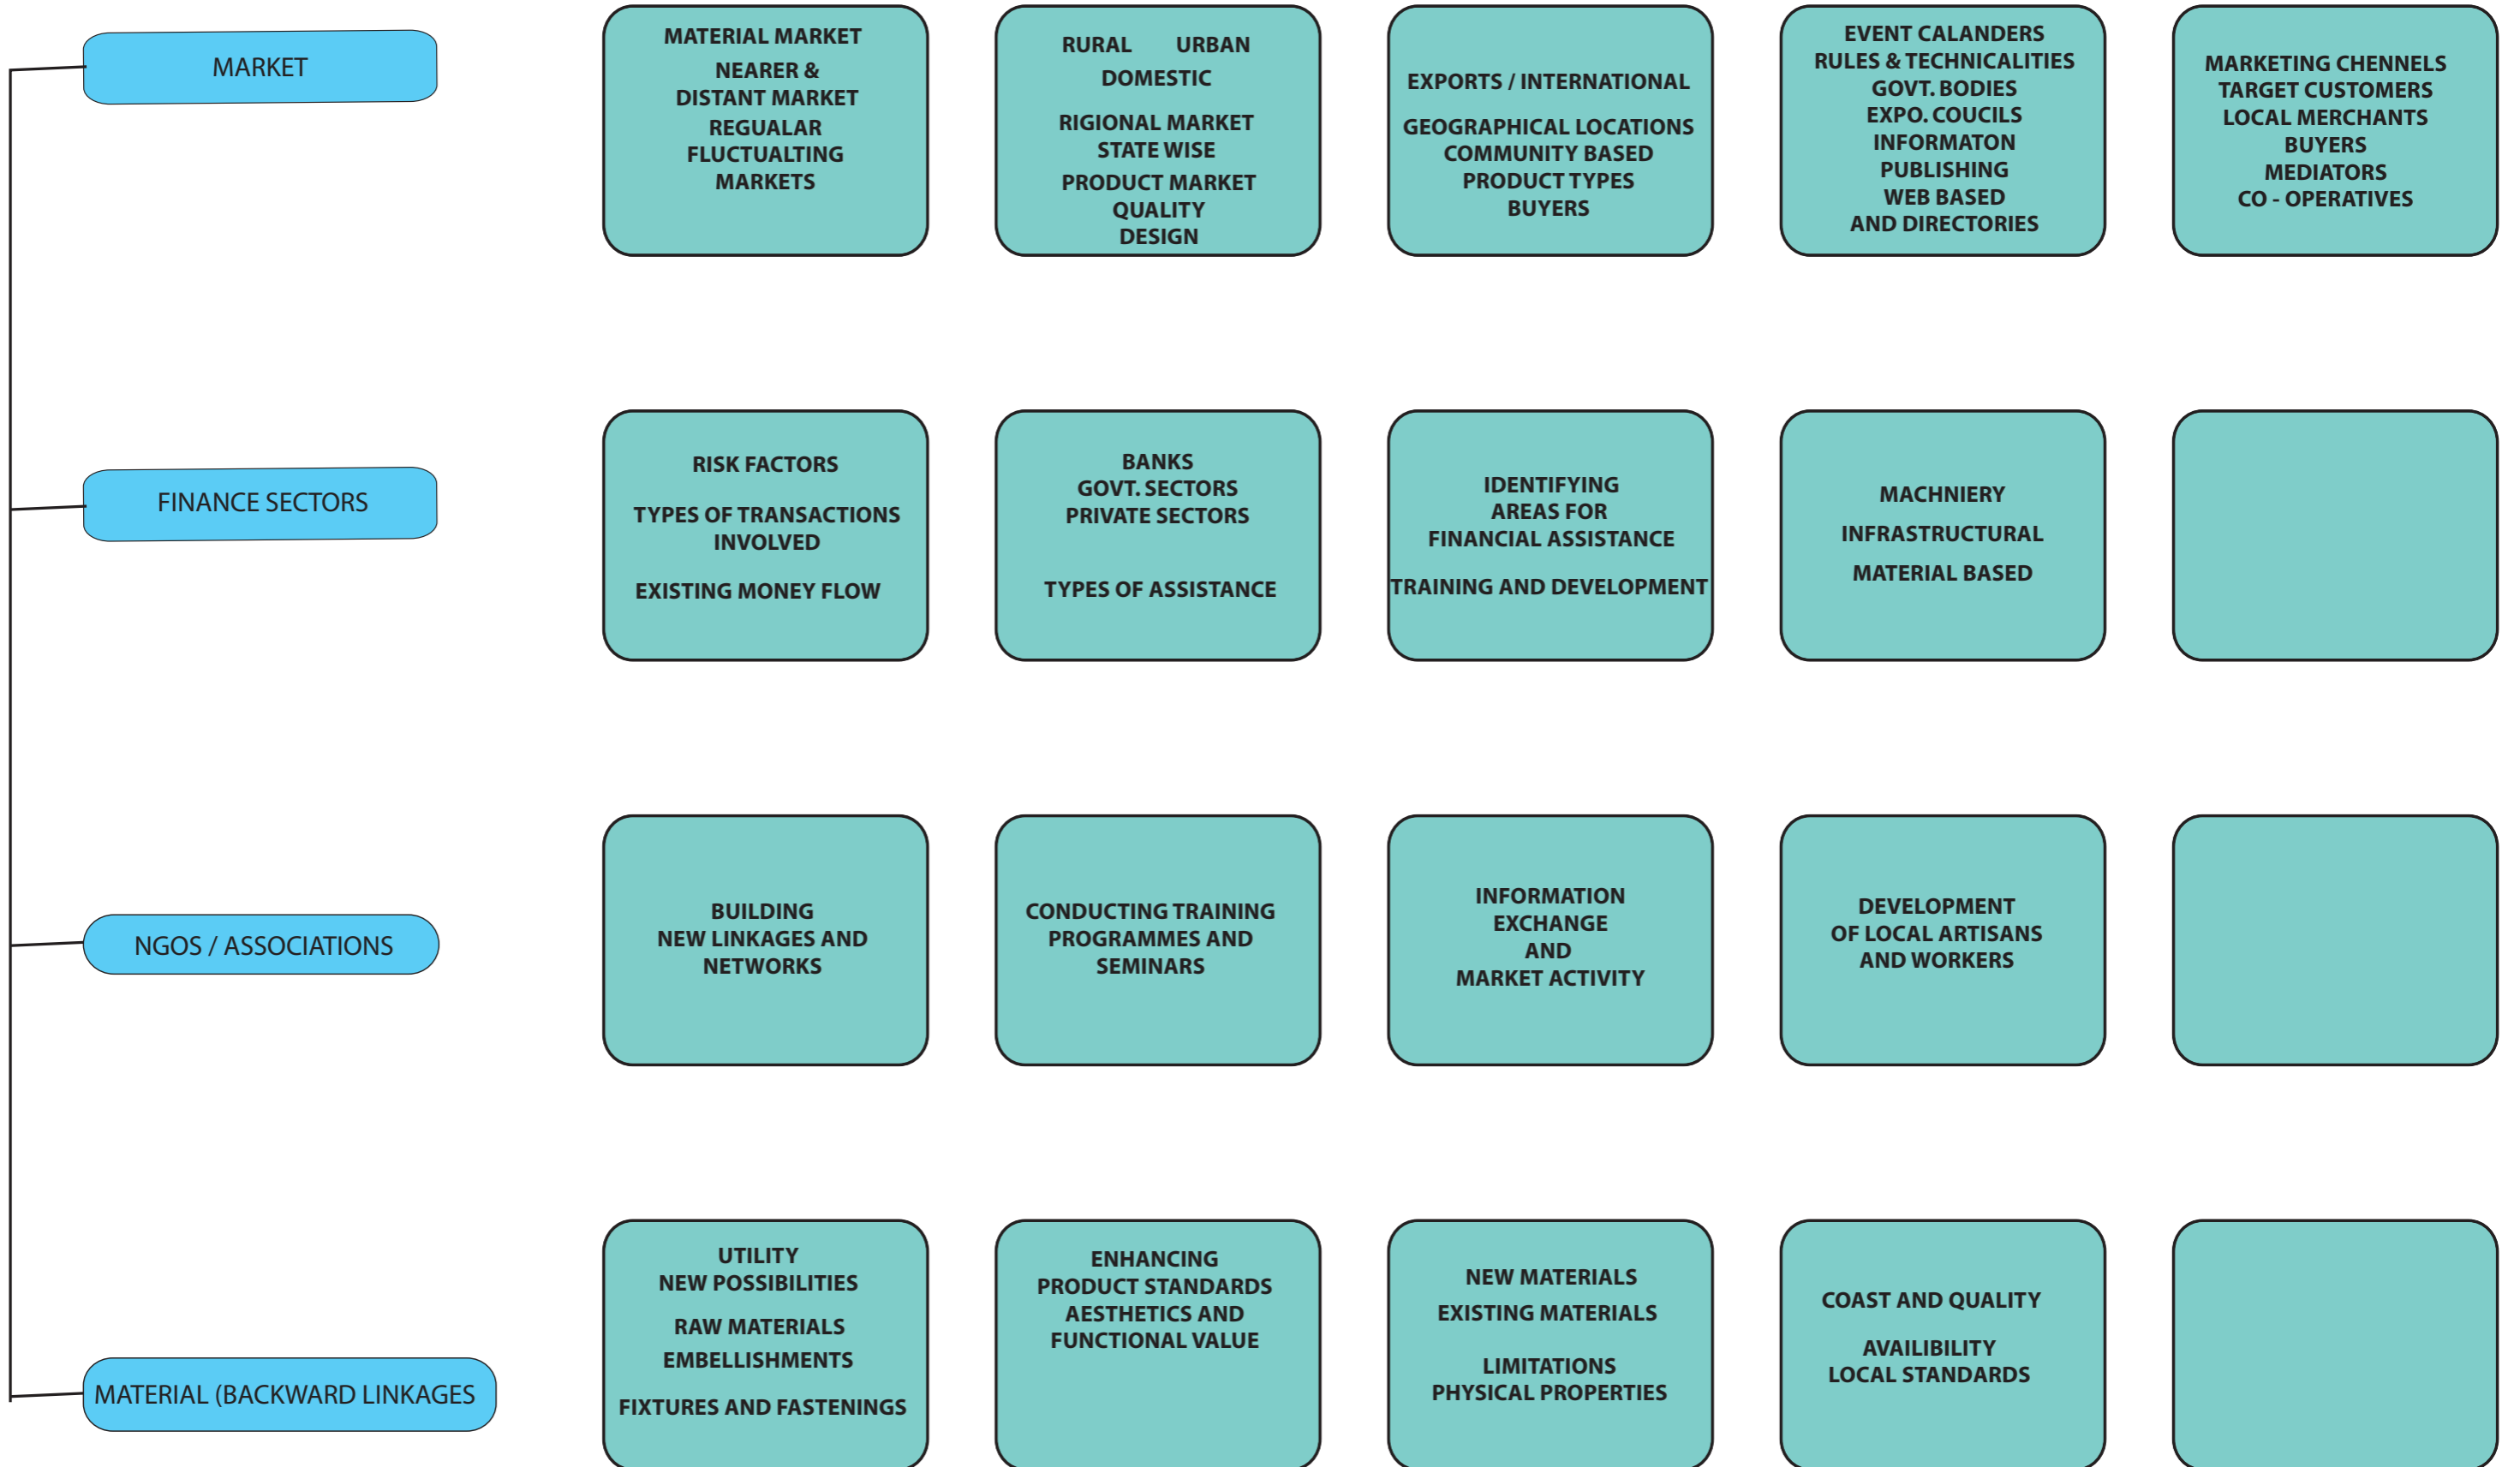 MARKET
MATERIAL MARKET
NEARER &
DISTANT MARKET
REGUALAR
FLUCTUALTING
MARKETS
RURAL URBAN
DOMESTIC
RIGIONAL MARKET
STATE WISE
PRODUCT MARKET
QUALITY
DESIGN
EXPORTS / INTERNATIONAL
GEOGRAPHICAL LOCATIONS
COMMUNITY BASED
PRODUCT TYPES
BUYERS
EVENT CALANDERS
RULES & TECHNICALITIES
GOVT. BODIES
EXPO. COUCILS
INFORMATON
PUBLISHING
WEB BASED
AND DIRECTORIES
MARKETING CHENNELS
TARGET CUSTOMERS
LOCAL MERCHANTS
BUYERS
MEDIATORS
CO - OPERATIVES
FINANCE SECTORS
RISK FACTORS
TYPES OF TRANSACTIONS
INVOLVED
EXISTING MONEY FLOW
BANKS
GOVT. SECTORS
PRIVATE SECTORS
TYPES OF ASSISTANCE
IDENTIFYING
AREAS FOR
FINANCIAL ASSISTANCE
TRAINING AND DEVELOPMENT
MACHNIERY
INFRASTRUCTURAL
MATERIAL BASED
NGOS / ASSOCIATIONS
BUILDING
NEW LINKAGES AND
NETWORKS
CONDUCTING TRAINING
PROGRAMMES AND
SEMINARS
INFORMATION
EXCHANGE
AND
MARKET ACTIVITY
DEVELOPMENT
OF LOCAL ARTISANS
AND WORKERS
MATERIAL (BACKWARD LINKAGES
UTILITY
NEW POSSIBILITIES
RAW MATERIALS
EMBELLISHMENTS
FIXTURES AND FASTENINGS
ENHANCING
PRODUCT STANDARDS
AESTHETICS AND
FUNCTIONAL VALUE
NEW MATERIALS
EXISTING MATERIALS
LIMITATIONS
PHYSICAL PROPERTIES
COAST AND QUALITY
AVAILIBILITY
LOCAL STANDARDS